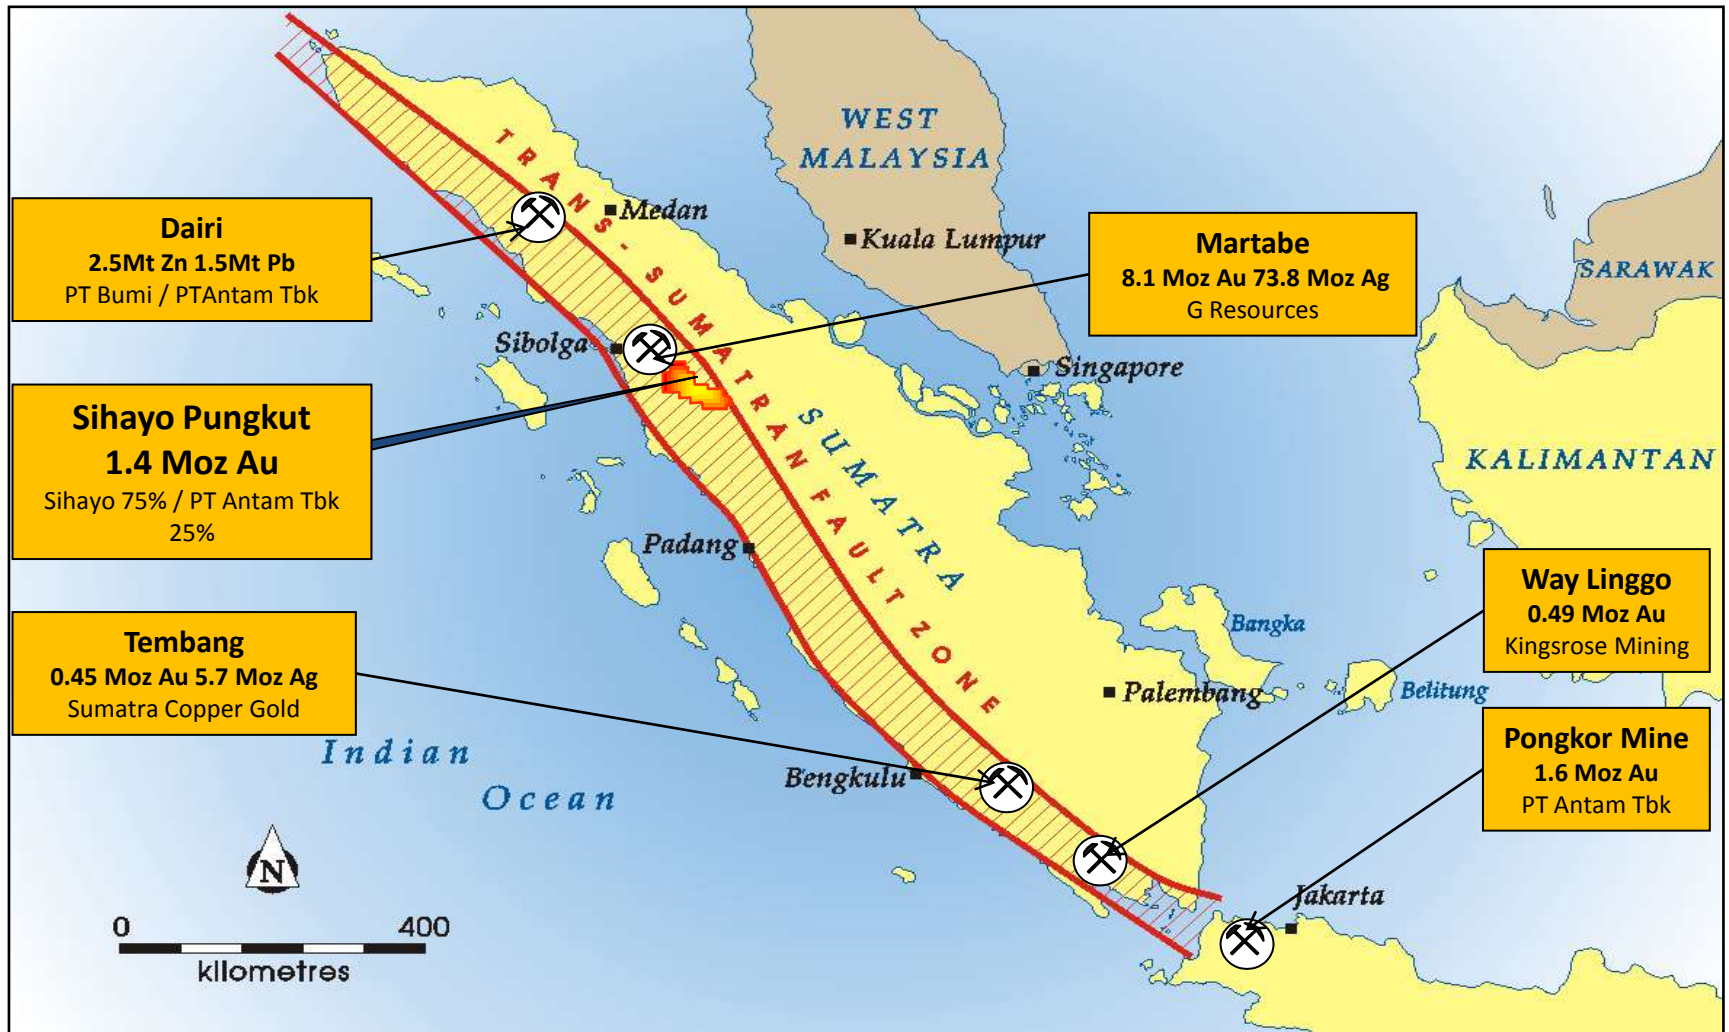 WEST
MALAYSIA
Medan
Kuala Lumpur
Dairi
2.5Mt Zn 1.5Mt Pb
PT Bumi / PTAntam Tbk
Martabe
8.1 Moz Au 73.8 Moz Ag
G Resources
SARAWAK
TRANS-SUMATRAN FAULT ZONE
Sibolga
Singapore
Sihayo Pungkut
1.4 Moz Au
Sihayo 75% / PT Antam Tbk
25%
SUMATRA
KALIMANTAN
Padang
Way Linggo
0.49 Moz Au
Kingsrose Mining
Bangka
Tembang
0.45 Moz Au 5.7 Moz Ag
Sumatra Copper Gold
Palembang
Belitung
Pongkor Mine
1.6 Moz Au
PT Antam Tbk
Indian
Ocean
Bengkulu
N
Jakarta
0 400
kilometres